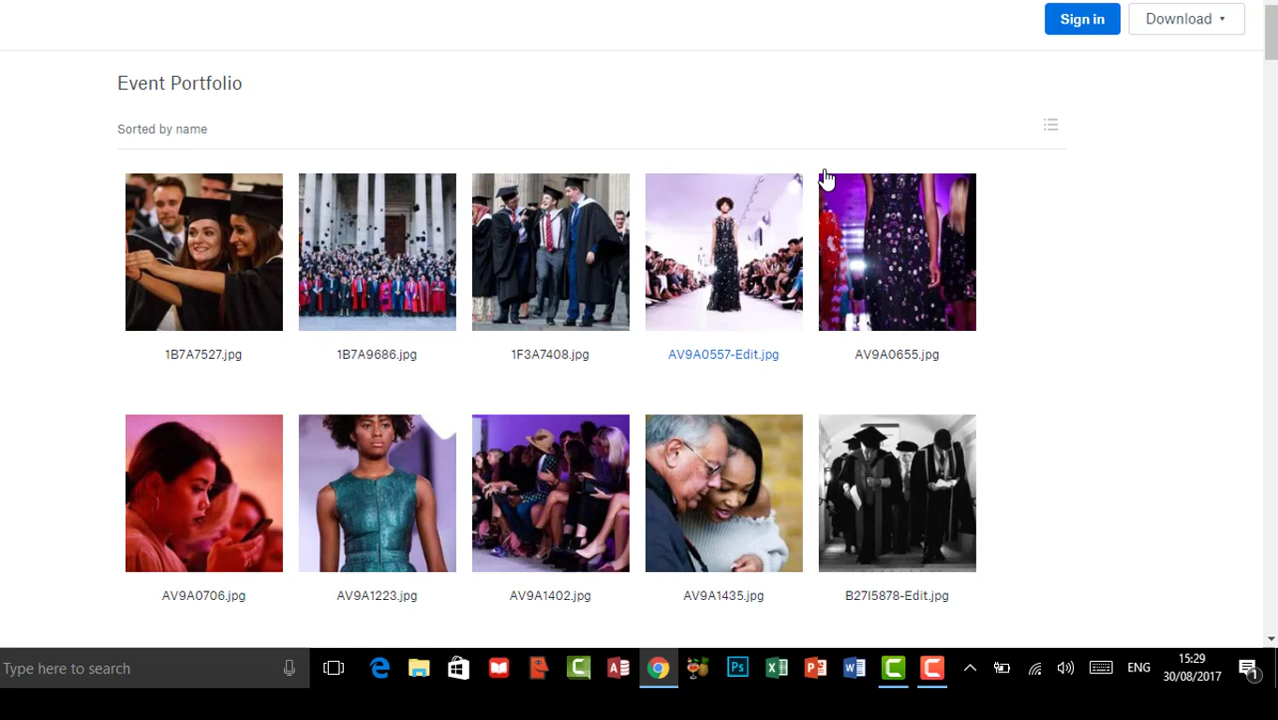 Sign in
Download
Event Portfolio
Sorted by name
1B7A7527.jpg
1B7A9686.jpg
1F3A7408.jpg
AV9A0557-Edit.jpg
AV9A0655.jpg
AV9A0706.jpg
AV9A1223.jpg
AV9A1402.jpg
AV9A1435.jpg
B27I5878-Edit.jpg
Type here to search
Ps
ENG
15:29
30/08/2017
1